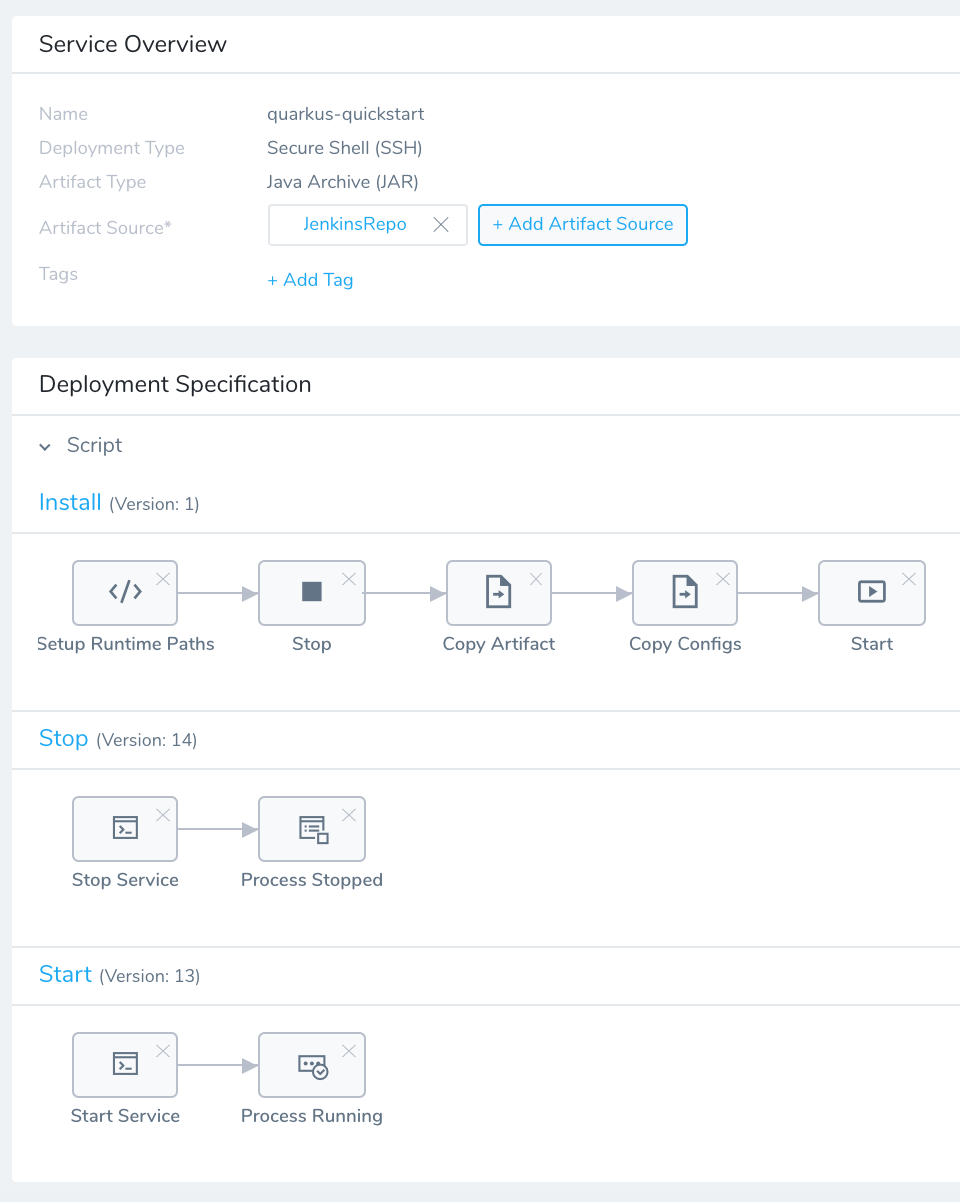 Service Overview
Name quarkus-quickstart
Deployment Type Secure Shell (SSH)
Artifact Type Java Archive (JAR)
Artifact Source* JenkinsRepo + Add Artifact Source
Tags + Add Tag
Deployment Specification
Script
Install (Version: 1)
Setup Runtime Paths Stop Copy Artifact Copy Configs Start
Stop (Version: 14)
Stop Service Process Stopped
Start (Version: 13)
Start Service Process Running